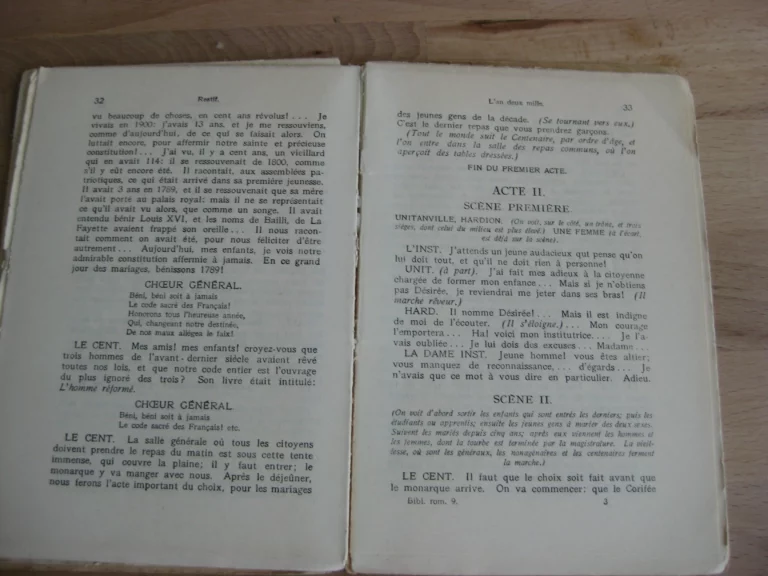 32 Restif.
vu beaucoup de choses, en cent ans révolus! . . . Je
vivais en 1900: j'avais 13 ans, et je me ressouviens,
comme d'aujourd'hui, de ce qui se faisait alors. On
luttait encore, pour affermir notre sainte et précieuse
constitution! . . . J'ai vu, il y a cent ans, un vieillard
qui en avait 114: il se ressouvenait de 1800, comme
s'il y eût encore été. Il racontait, aux assemblées pa-
triotiques, ce qui était arrivé dans sa première jeunesse.
Il avait 3 ans en 1789, et il se ressouvenait que sa mère
l'avait porté au palais royal: mais il ne se représentait
ce qu'il avait vu alors, que comme un songe. Il avait
entendu bénir Louis XVI, et les noms de Bailli, de La
Fayette avaient frappé son oreille . . . Il nous racon-
tait comment on avait été, pour nous féliciter d'être
autrement . . . Aujourd'hui, mes enfants, je vois notre
admirable constitution affermie à jamais. En ce grand
jour des mariages, bénissons 1789!
CHŒUR GÉNÉRAL.
Béni, béni soit à jamais
Le code sacré des Français!
Honorons tous l'heureuse année,
Qui, changeant notre destinée,
De nos maux allégea le faix!
LE CENT. Mes amis! mes enfants! croyez-vous que
trois hommes de l'avant-dernier siècle avaient rêvé
toutes nos lois, et que notre code entier est l'ouvrage
du plus ignoré des trois? Son livre était intitulé:
L'homme réformé.
CHŒUR GÉNÉRAL.
Béni, béni soit à jamais
Le code sacré des Français! etc.
LE CENT. La salle générale où tous les citoyens
doivent prendre le repas du matin est sous cette tente
immense, qui couvre la plaine; il y faut entrer; le
monarque y va manger avec nous. Après le déjeûner,
nous ferons l'acte important du choix, pour les mariages
L'an deux mille. 33
des jeunes gens de la décade. (Se tournant vers eux.)
C'est le dernier repas que vous prendrez garçons.
(Tout le monde suit le Centenaire, par ordre d'âge, et
l'on entre dans la salle des repas communs, où l'on
aperçoit des tables dressées.)
FIN DU PREMIER ACTE.
ACTE II.
SCÈNE PREMIÈRE.
UNITANVILLE, HARDION. (On voit, sur le côté, un trône, et trois
sièges, dont celui du milieu est plus élevé.) UNE FEMME (à l'écart,
est déjà sur la scène).
L'INST. J'attends un jeune audacieux qui pense qu'on
lui doit tout, et qu'il ne doit rien à personne!
UNIT. (à part). J'ai fait mes adieux à la citoyenne
chargée de former mon enfance . . . Mais si je n'obtiens
pas Désirée, je reviendrai me jeter dans ses bras! (Il
marche rêveur.)
HARD. Il nomme Désirée! . . . Mais il est indigne
de moi de l'écouter. (Il s'éloigne.) . . . Mon courage
l'emportera . . . Ha! voici mon institutrice . . . . Je l'a-
vais oubliée . . . Je lui dois des excuses . . . Madame . . .
LA DAME INST. Jeune homme! vous êtes altier;
vous manquez de reconnaissance, . . . d'égards . . . Je
n'avais que ce mot à vous dire en particulier. Adieu.
SCÈNE II.
(On voit d'abord sortir les enfants qui sont entrés les derniers; puis les
étudiants ou apprentis; ensuite les jeunes gens à marier des deux sexes.
Suivent les mariés depuis cinq ans; après eux viennent les hommes et
les femmes, dont la tourbe est terminée par la magistrature. La vieil-
lesse, où sont les généraux, les nonagénaires et les centenaires forment
la marche.)
LE CENT. Il faut que le choix soit fait avant que
le monarque arrive. On va commencer: que le Corifée
Bibl. rom. 9. 3